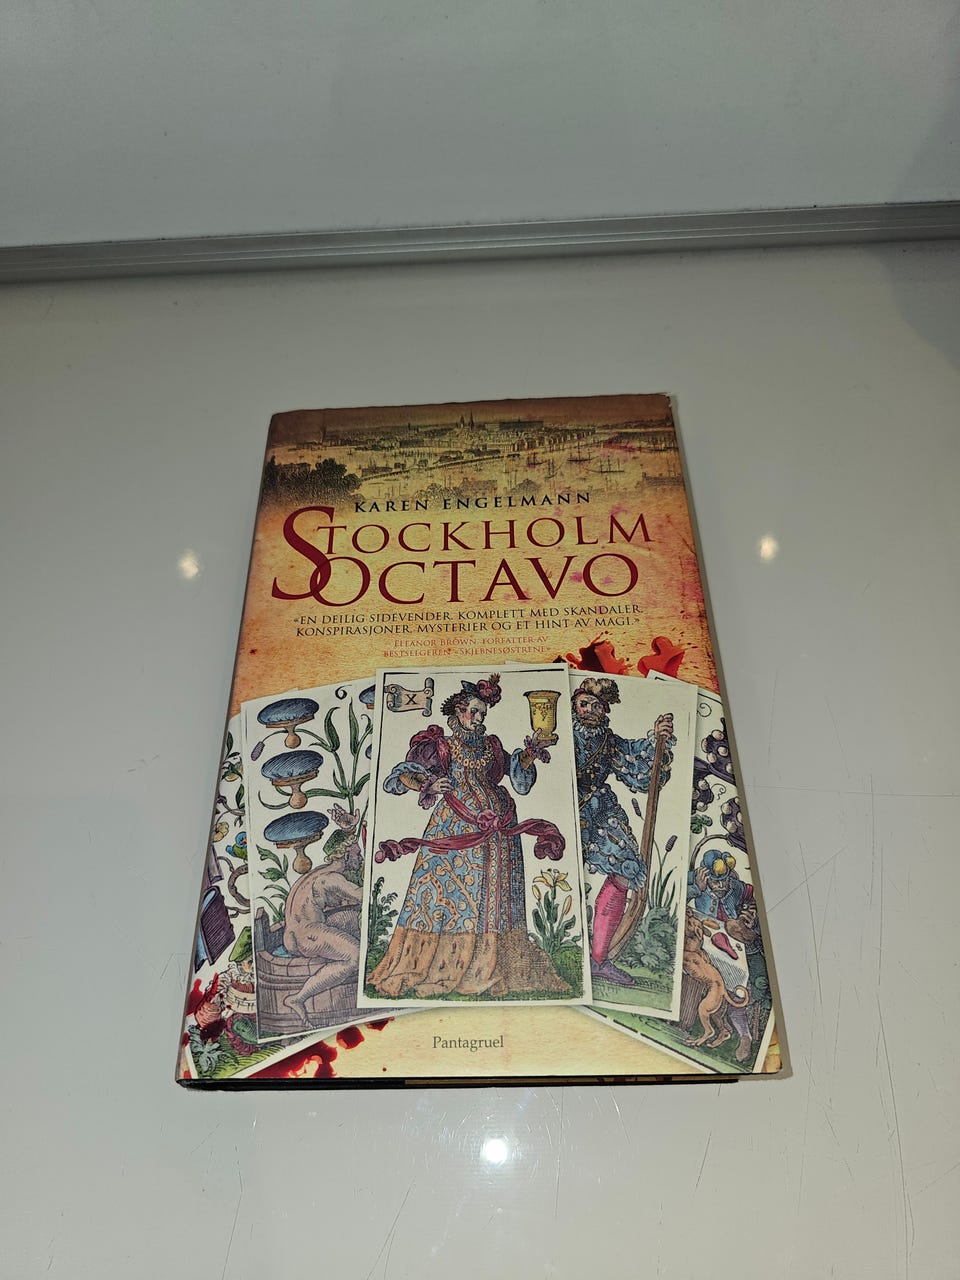 KAREN ENGELMANN
STOCKHOLM
OCTAVO
«EN DEILIG SIDEVENDER, KOMPLETT MED SKANDALER,
KONSPIRASJONER, MYSTERIER OG ET HINT AV MAGI.»
ELEANOR BROWN, FORFATTER AV
BESTSELGEREN «SKJEBNESØSTRENE»
6
X
Pantagruel